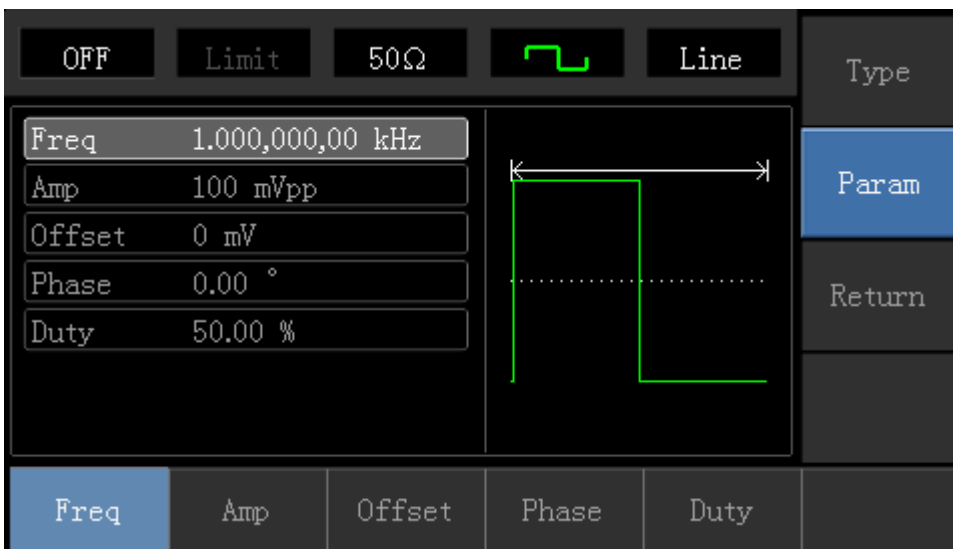 OFF Limit 50Ω Line
Type
Freq 1.000,000,00 kHz
Amp 100 mVpp
Param
Offset 0 mV
Phase 0.00 °
Return
Duty 50.00 %
Freq Amp Offset Phase Duty